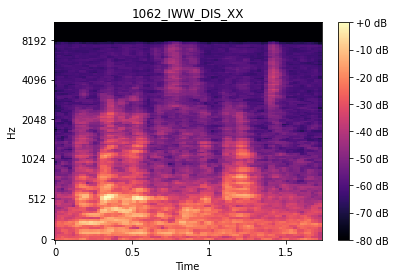 1062_IWW_DIS_XX
+0 dB
8192
-10 dB
4096
-20 dB
-30 dB
2048
Hz
-40 dB
1024
-50 dB
512
-60 dB
-70 dB
0
-80 dB
0
0.5
1
1.5
Time